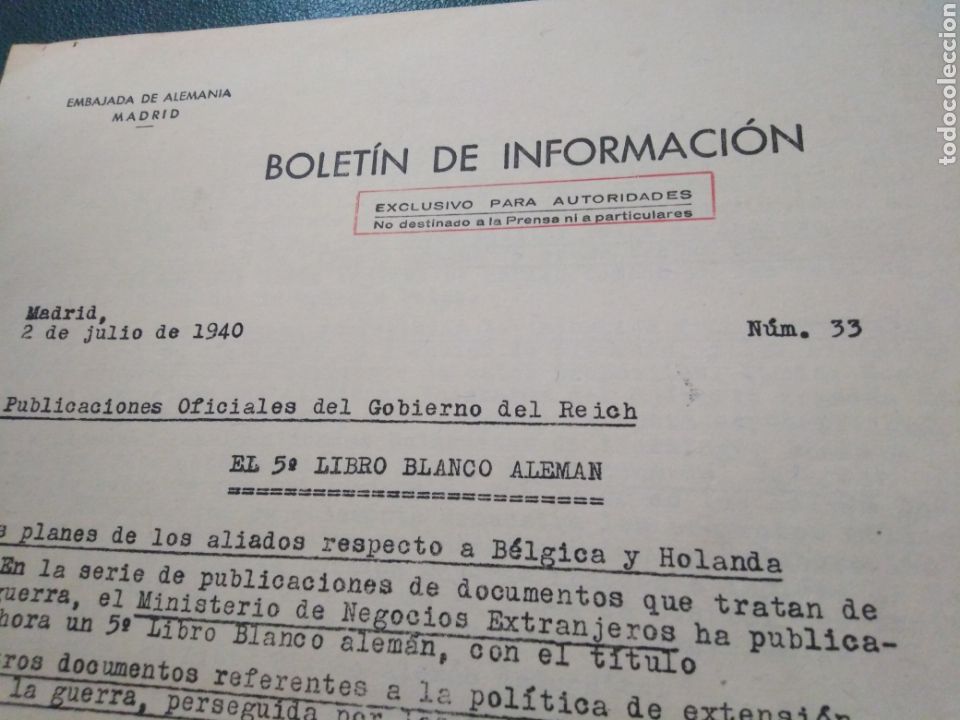 EMBAJADA DE ALEMANIA
MADRID
BOLETÍN DE INFORMACIÓN
EXCLUSIVO PARA AUTORIDADES
No destinado a la Prensa ni a particulares
Madrid,
2 de julio de 1940
Núm. 33
Publicaciones Oficiales del Gobierno del Reich
EL 5º LIBRO BLANCO ALEMAN
=========================
s planes de los aliados respecto a Bélgica y Holanda
En la serie de publicaciones de documentos que tratan de
guerra, el Ministerio de Negocios Extranjeros ha publica-
hora un 5º Libro Blanco alemán, con el título
ros documentos referentes a la política de extensión
la guerra, perseguida por
todocoleccion